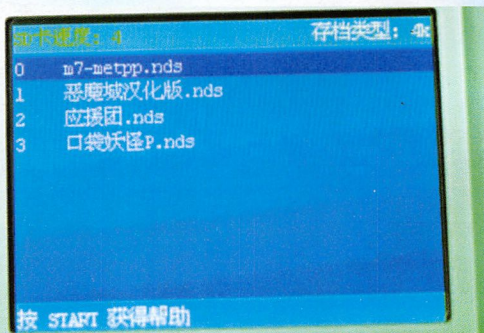 SD卡速度: 4 存档类型: 4k
0 m7-metpp.nds
1 恶魔城汉化版.nds
2 应援团.nds
3 口袋妖怪P.nds
按 START 获得帮助